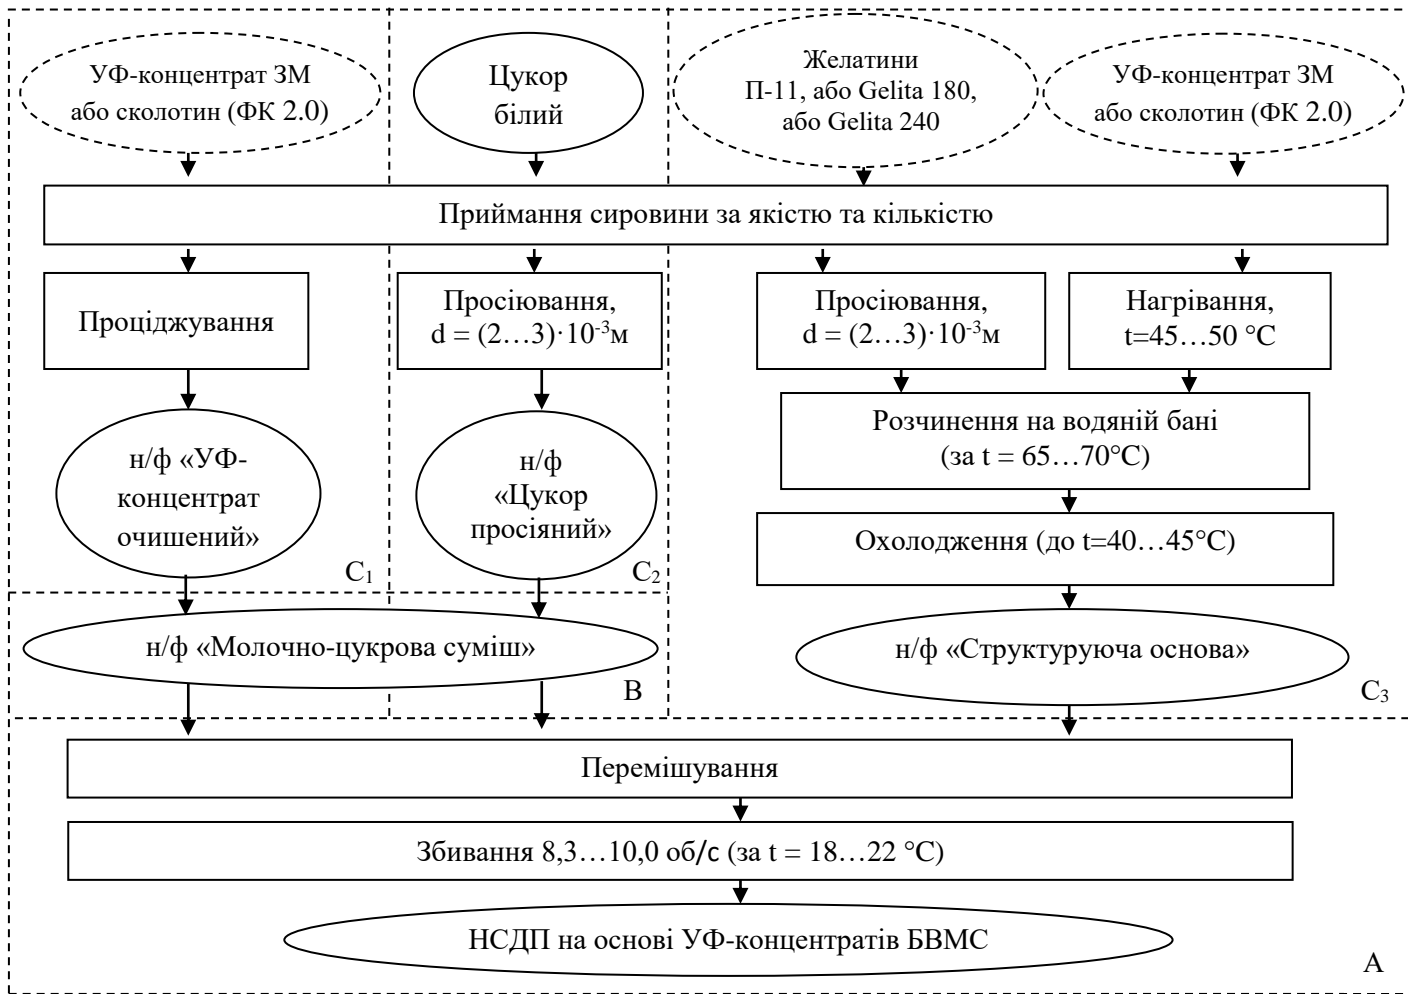 УФ-концентрат ЗМ
або сколотин (ФК 2.0)
Цукор
білий
Желатини
П-11, або Gelita 180,
або Gelita 240
УФ-концентрат ЗМ
або сколотин (ФК 2.0)
Приймання сировини за якістю та кількістю
Проціджування
Просіювання,
d = (2…3)·10⁻³м
Просіювання,
d = (2…3)·10⁻³м
Нагрівання,
t=45…50 °С
Розчинення на водяній бані
(за t = 65…70°С)
н/ф «УФ-
концентрат
очишений»
н/ф
«Цукор
просіяний»
Охолодження (до t=40…45°С)
С₁
С₂
н/ф «Молочно-цукрова суміш»
н/ф «Структуруюча основа»
В
С₃
Перемішування
Збивання 8,3…10,0 об/с (за t = 18…22 °С)
НСДП на основі УФ-концентратів БВМС
А